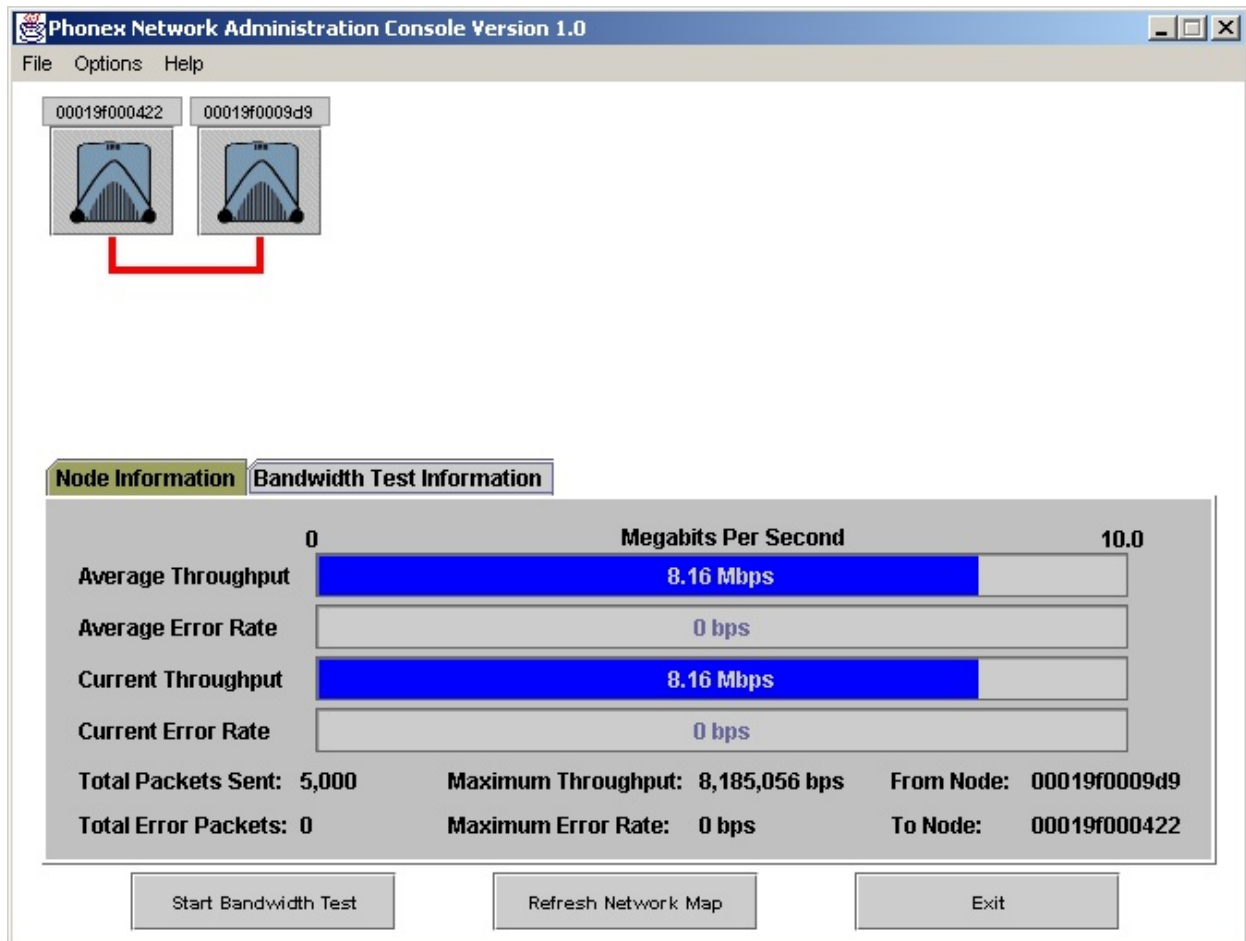 Phonex Network Administration Console Version 1.0
File Options Help
00019f000422 00019f0009d9
Node Information Bandwidth Test Information
0 Megabits Per Second 10.0
Average Throughput 8.16 Mbps
Average Error Rate 0 bps
Current Throughput 8.16 Mbps
Current Error Rate 0 bps
Total Packets Sent: 5,000 Maximum Throughput: 8,185,056 bps From Node: 00019f0009d9
Total Error Packets: 0 Maximum Error Rate: 0 bps To Node: 00019f000422
Start Bandwidth Test Refresh Network Map Exit